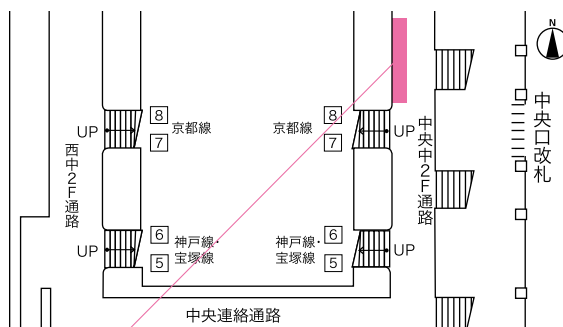 N
8
京都線
7
京都線
8
7
UP
UP
西中2F通路
中央中2F通路
中央口改札
6
神戸線・
宝塚線
5
神戸線・
宝塚線
6
5
UP
UP
中央連絡通路